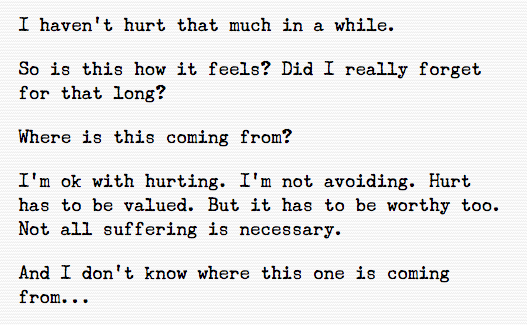 I haven't hurt that much in a while.
So is this how it feels? Did I really forget
for that long?
Where is this coming from?
I'm ok with hurting. I'm not avoiding. Hurt
has to be valued. But it has to be worthy too.
Not all suffering is necessary.
And I don't know where this one is coming
from...